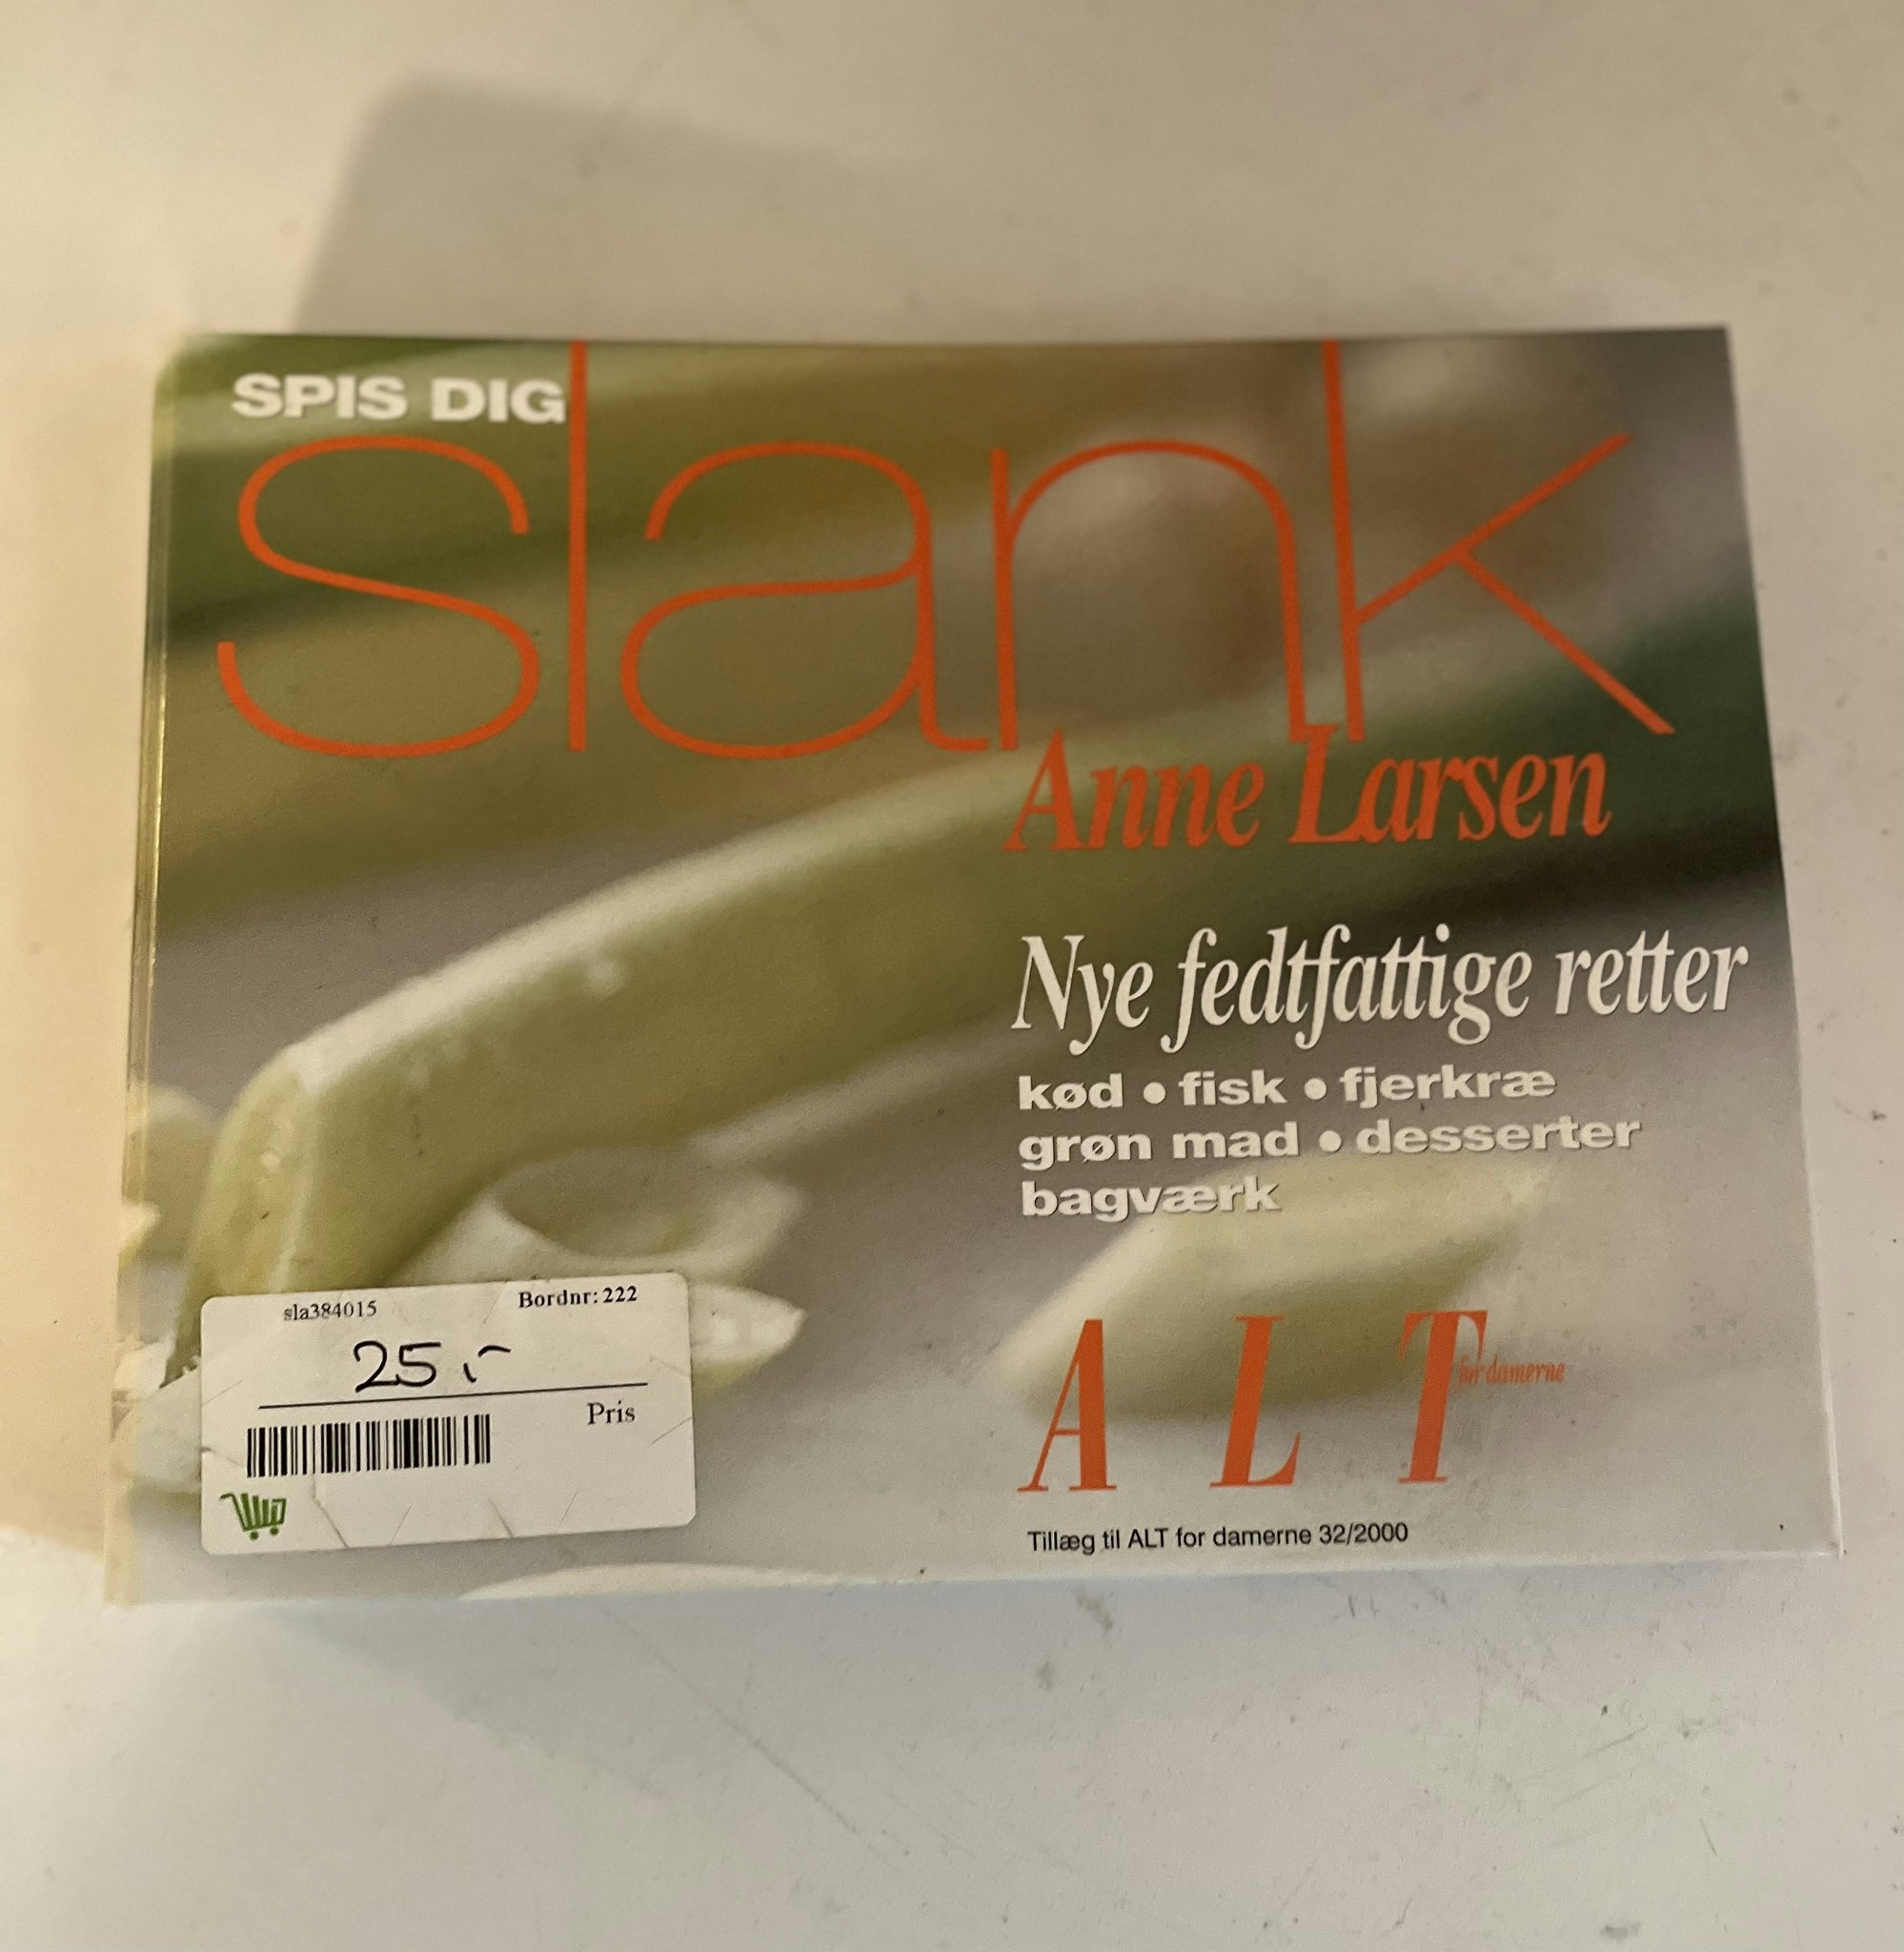 SPIS DIG
slank
Anne Larsen
Nye fedtfattige retter
kød • fisk • fjerkræ
grøn mad • desserter
bagværk
ALT for damerne
Tillæg til ALT for damerne 32/2000
sla384015 Bordnr: 222
25,-
Pris